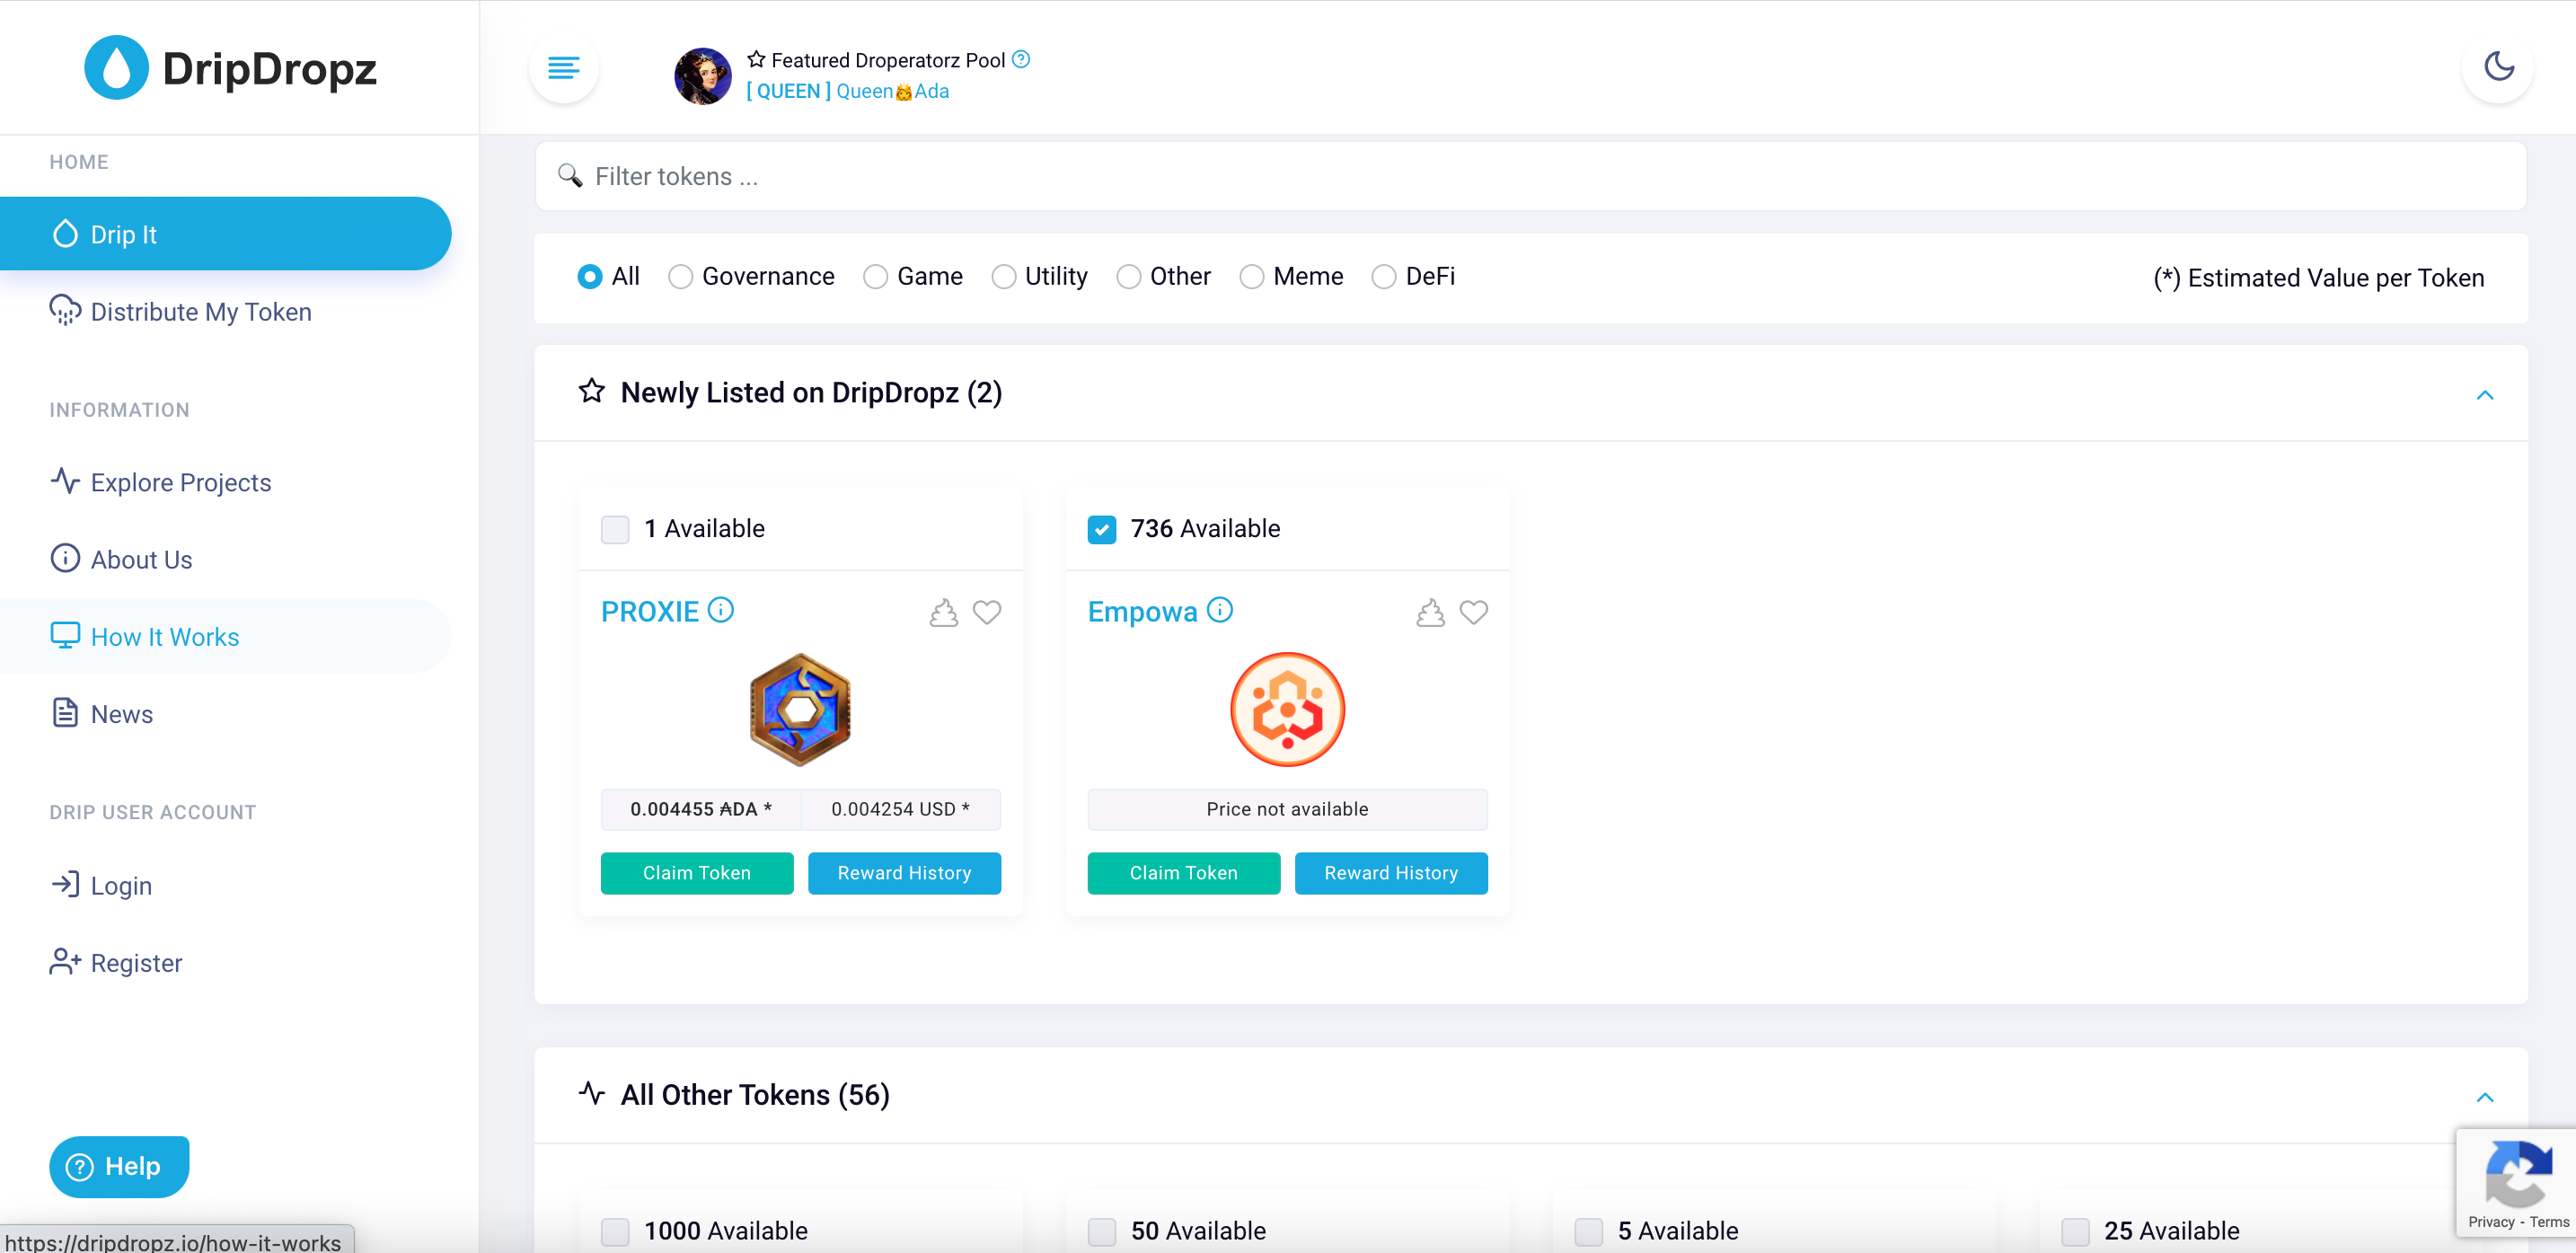 DripDropz
Featured Droperatorz Pool
[ QUEEN ] Queen👸Ada
HOME
Drip It
Distribute My Token
INFORMATION
Explore Projects
About Us
How It Works
News
DRIP USER ACCOUNT
Login
Register
Help
https://dripdropz.io/how-it-works
Filter tokens ...
All Governance Game Utility Other Meme DeFi
(*) Estimated Value per Token
Newly Listed on DripDropz (2)
1 Available
PROXIE
0.004455 ₳DA * 0.004254 USD *
Claim Token Reward History
736 Available
Empowa
Price not available
Claim Token Reward History
All Other Tokens (56)
1000 Available
50 Available
5 Available
25 Available
Privacy - Terms